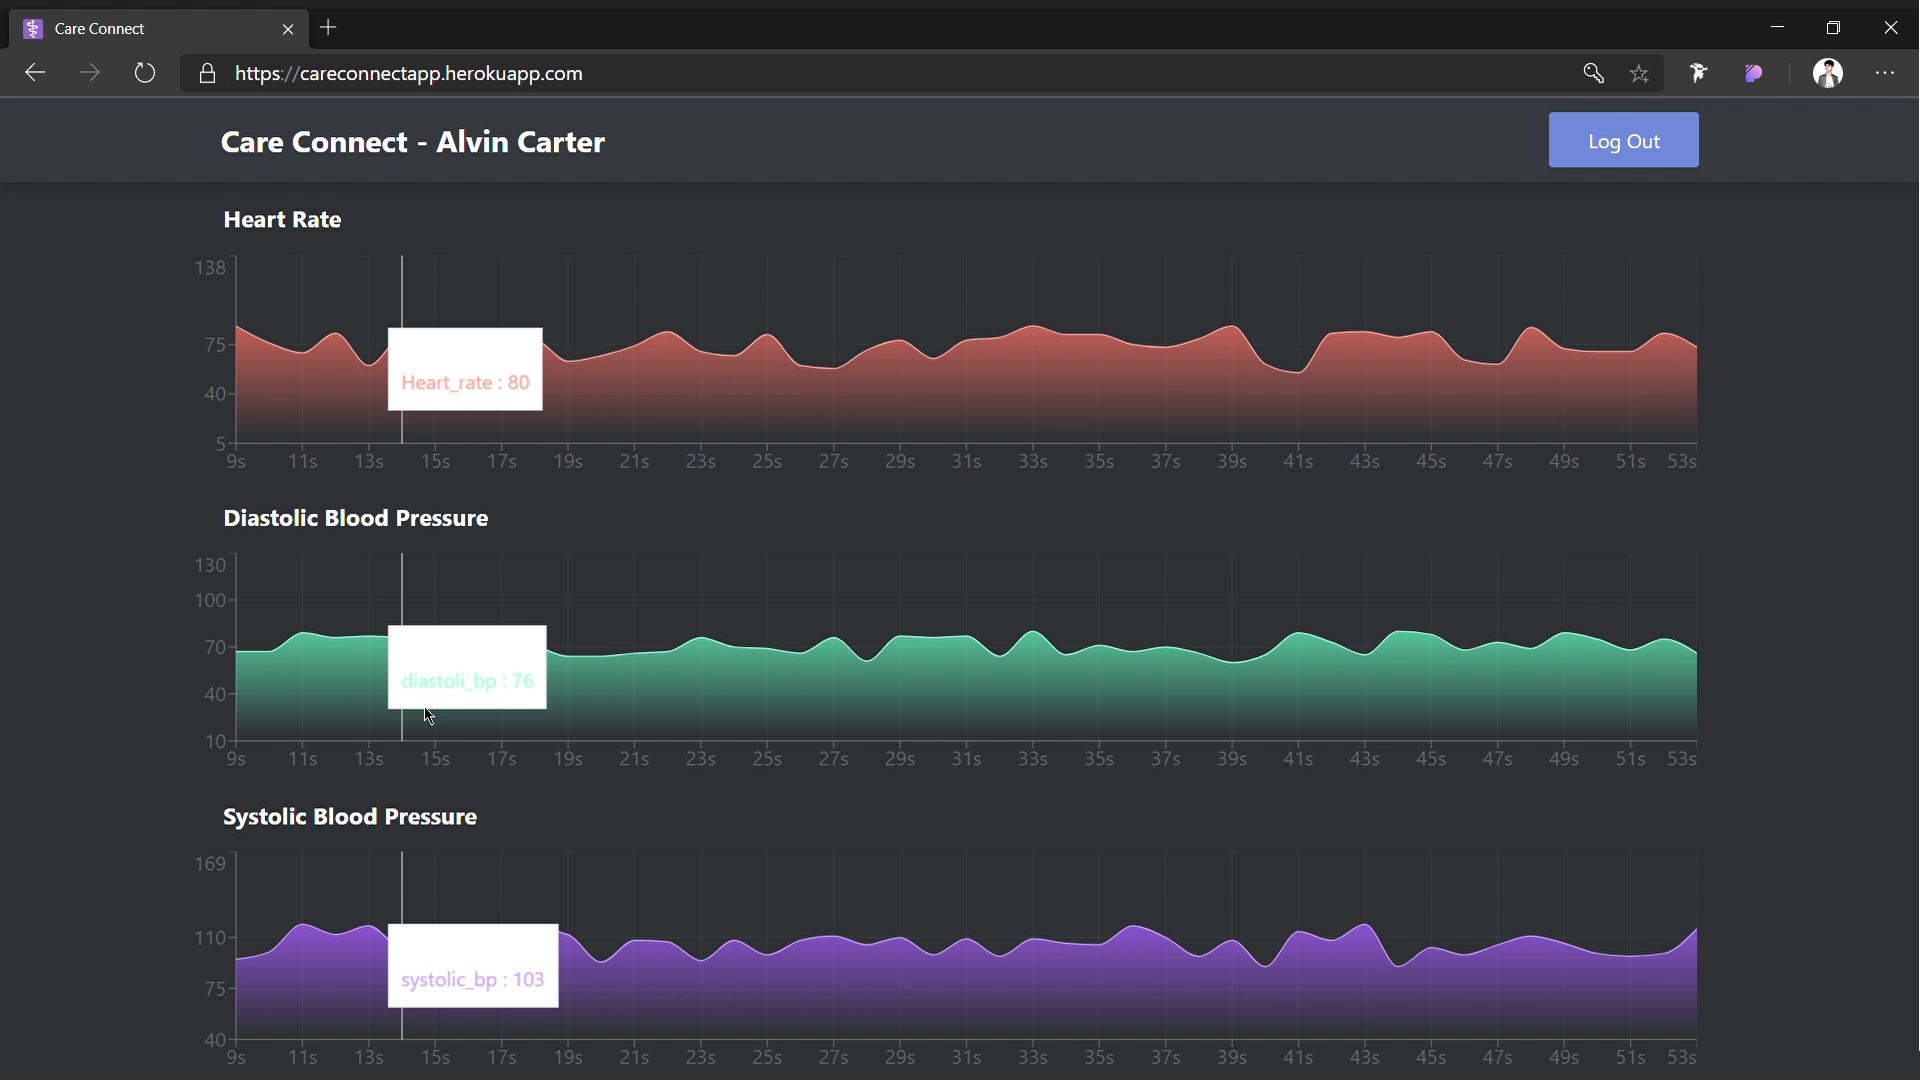 Care Connect
https://careconnectapp.herokuapp.com
Care Connect - Alvin Carter
Log Out
Heart Rate
138
75
40
5
Heart_rate : 80
9s 11s 13s 15s 17s 19s 21s 23s 25s 27s 29s 31s 33s 35s 37s 39s 41s 43s 45s 47s 49s 51s 53s
Diastolic Blood Pressure
130
100
70
40
10
diastoli_bp : 76
9s 11s 13s 15s 17s 19s 21s 23s 25s 27s 29s 31s 33s 35s 37s 39s 41s 43s 45s 47s 49s 51s 53s
Systolic Blood Pressure
169
110
75
40
systolic_bp : 103
9s 11s 13s 15s 17s 19s 21s 23s 25s 27s 29s 31s 33s 35s 37s 39s 41s 43s 45s 47s 49s 51s 53s